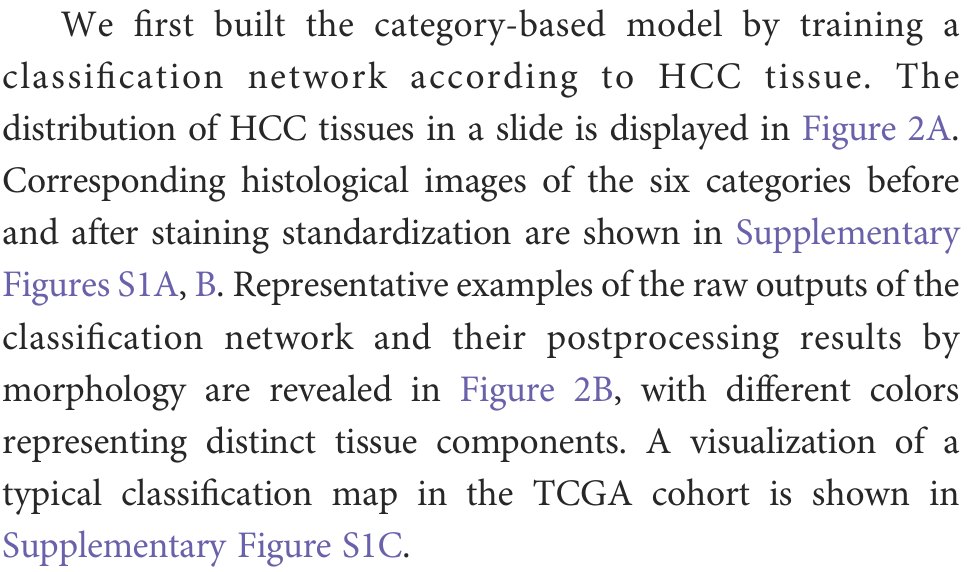 We first built the category-based model by training a
classification network according to HCC tissue. The
distribution of HCC tissues in a slide is displayed in Figure 2A.
Corresponding histological images of the six categories before
and after staining standardization are shown in Supplementary
Figures S1A, B. Representative examples of the raw outputs of the
classification network and their postprocessing results by
morphology are revealed in Figure 2B, with different colors
representing distinct tissue components. A visualization of a
typical classification map in the TCGA cohort is shown in
Supplementary Figure S1C.